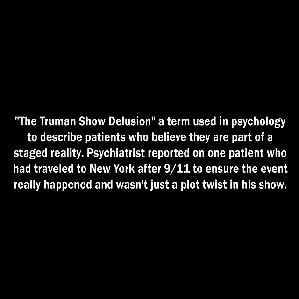 "The Truman Show Delusion" a term used in psychology
to describe patients who believe they are part of a
staged reality. Psychiatrist reported on one patient who
had traveled to New York after 9/11 to ensure the event
really happened and wasn't just a plot twist in his show.